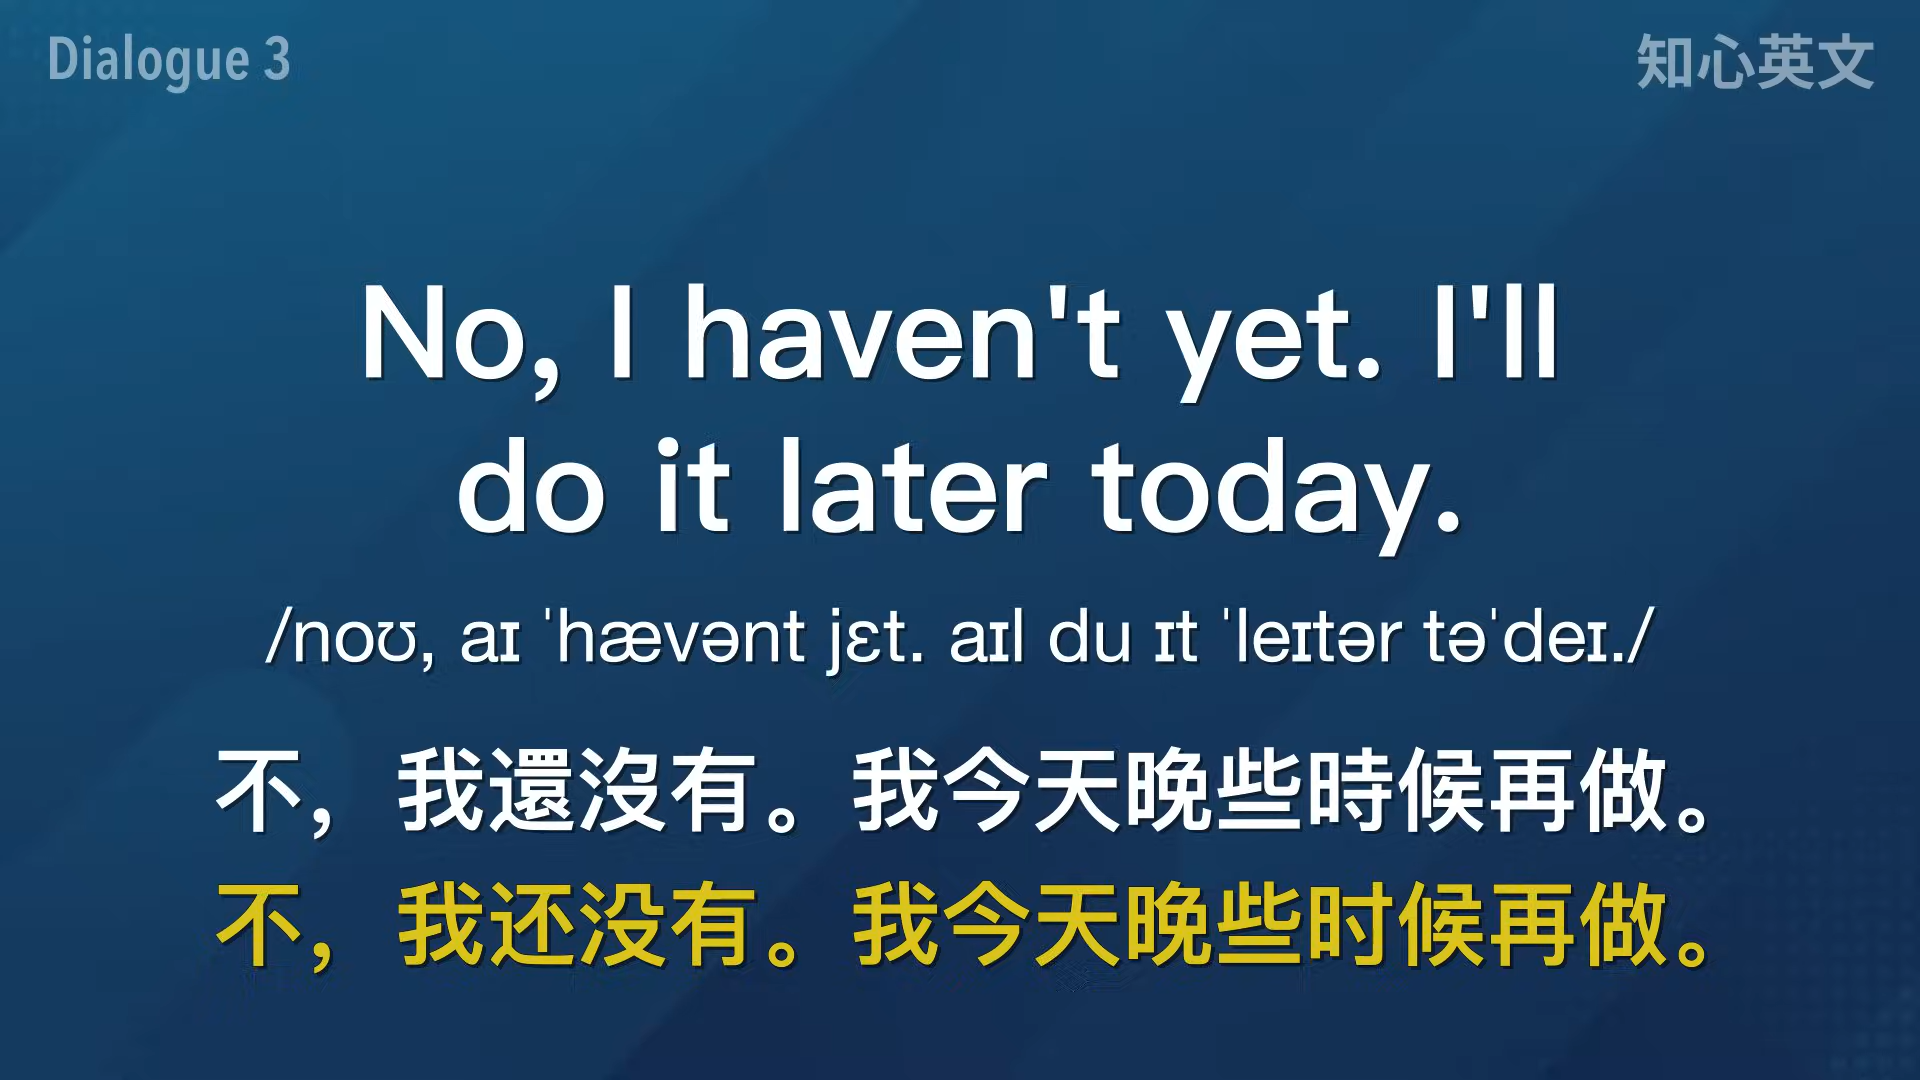 Dialogue 3
知心英文
No, I haven't yet. I'll
do it later today.
/noʊ, aɪ ˈhævənt jɛt. aɪl du ɪt ˈleɪtər təˈdeɪ./
不，我還沒有。我今天晚些時候再做。
不，我还没有。我今天晚些时候再做。